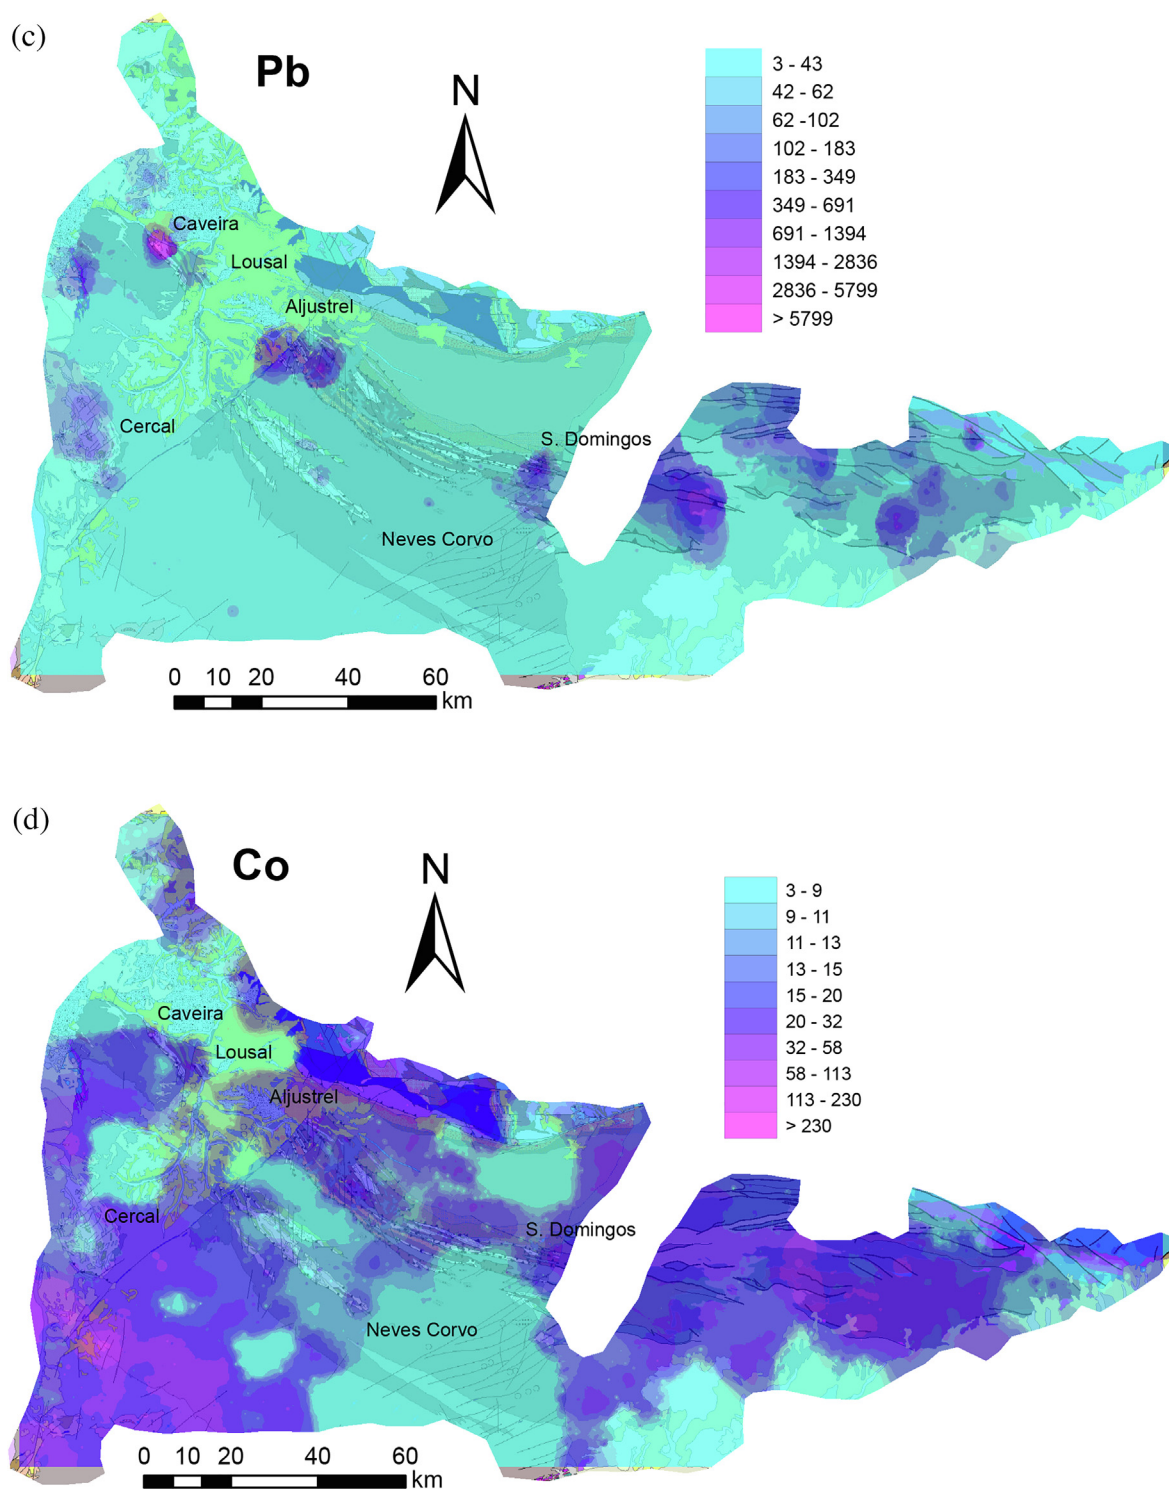 (c)
Pb
N
3 - 43
42 - 62
62 -102
102 - 183
183 - 349
349 - 691
691 - 1394
1394 - 2836
2836 - 5799
> 5799
Caveira
Lousal
Aljustrel
Cercal
S. Domingos
Neves Corvo
0 10 20 40 60
km
(d)
Co
N
3 - 9
9 - 11
11 - 13
13 - 15
15 - 20
20 - 32
32 - 58
58 - 113
113 - 230
> 230
Caveira
Lousal
Aljustrel
Cercal
S. Domingos
Neves Corvo
0 10 20 40 60
km